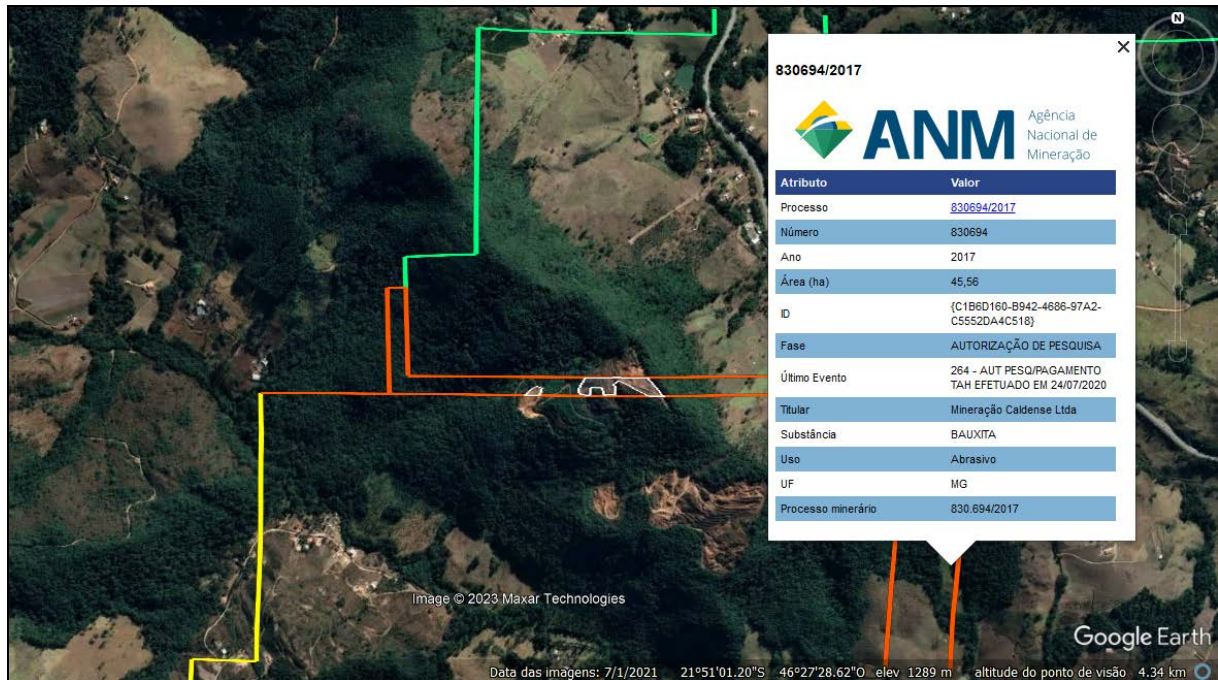 N
830694/2017
ANM
Agência
Nacional de
Mineração
Atributo Valor
Processo 830694/2017
Número 830694
Ano 2017
Área (ha) 45,56
ID {C1B6D160-B942-4686-97A2-
C5552DA4C518}
Fase AUTORIZAÇÃO DE PESQUISA
Último Evento 264 - AUT PESQ/PAGAMENTO
TAH EFETUADO EM 24/07/2020
Titular Mineração Caldense Ltda
Substância BAUXITA
Uso Abrasivo
UF MG
Processo minerário 830.694/2017
Image © 2023 Maxar Technologies
Google Earth
Data das imagens: 7/1/2021 21°51'01.20"S 46°27'28.62"O elev 1289 m altitude do ponto de visão 4.34 km